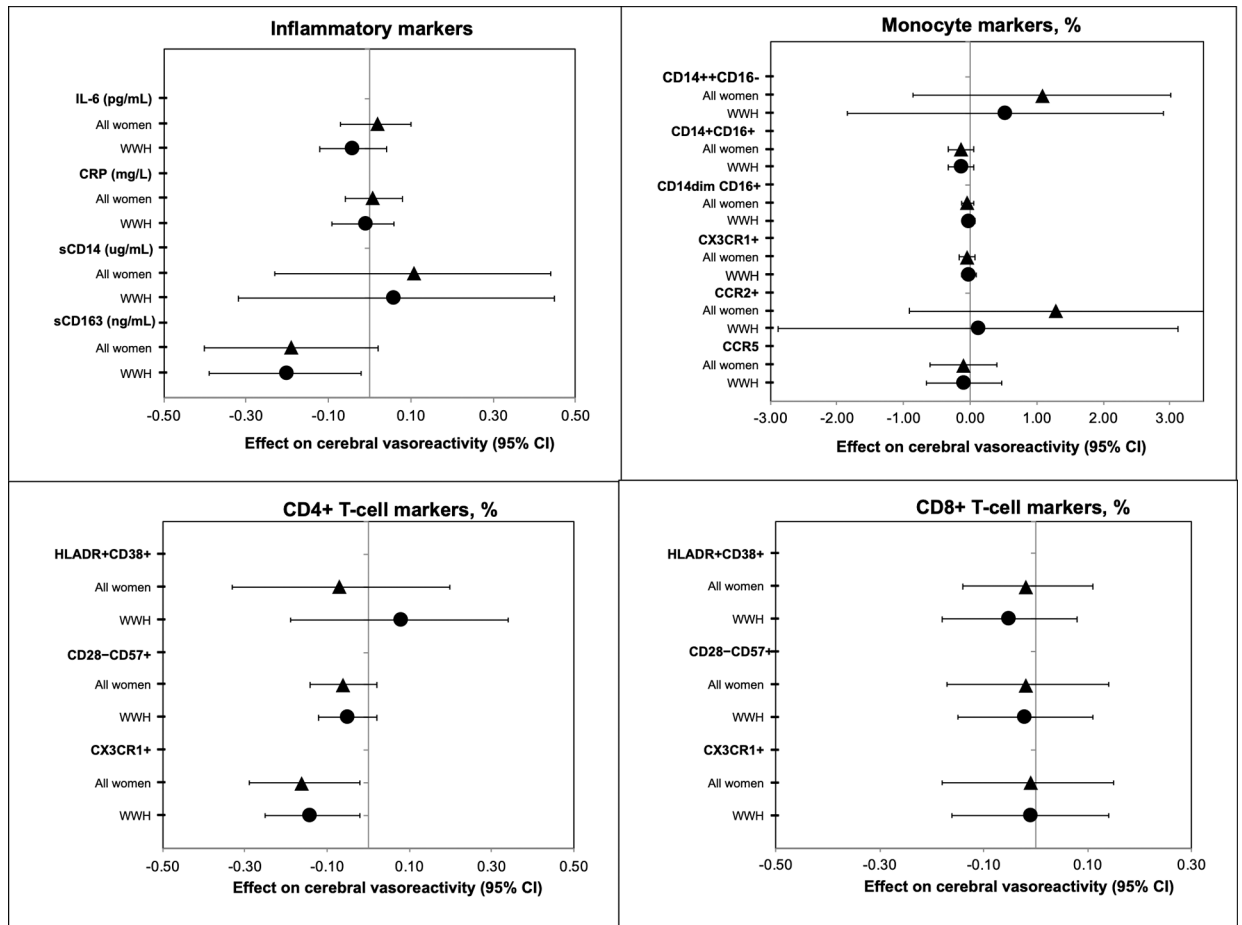 Inflammatory markers
IL-6 (pg/mL)
All women
WWH
CRP (mg/L)
All women
WWH
sCD14 (ug/mL)
All women
WWH
sCD163 (ng/mL)
All women
WWH
-0.50 -0.30 -0.10 0.10 0.30 0.50
Effect on cerebral vasoreactivity (95% CI)
Monocyte markers, %
CD14++CD16-
All women
WWH
CD14+CD16+
All women
WWH
CD14dim CD16+
All women
WWH
CX3CR1+
All women
WWH
CCR2+
All women
WWH
CCR5
All women
WWH
-3.00 -2.00 -1.00 0.00 1.00 2.00 3.00
Effect on cerebral vasoreactivity (95% CI)
CD4+ T-cell markers, %
HLADR+CD38+
All women
WWH
CD28−CD57+
All women
WWH
CX3CR1+
All women
WWH
-0.50 -0.30 -0.10 0.10 0.30 0.50
Effect on cerebral vasoreactivity (95% CI)
CD8+ T-cell markers, %
HLADR+CD38+
All women
WWH
CD28−CD57+
All women
WWH
CX3CR1+
All women
WWH
-0.50 -0.30 -0.10 0.10 0.30
Effect on cerebral vasoreactivity (95% CI)